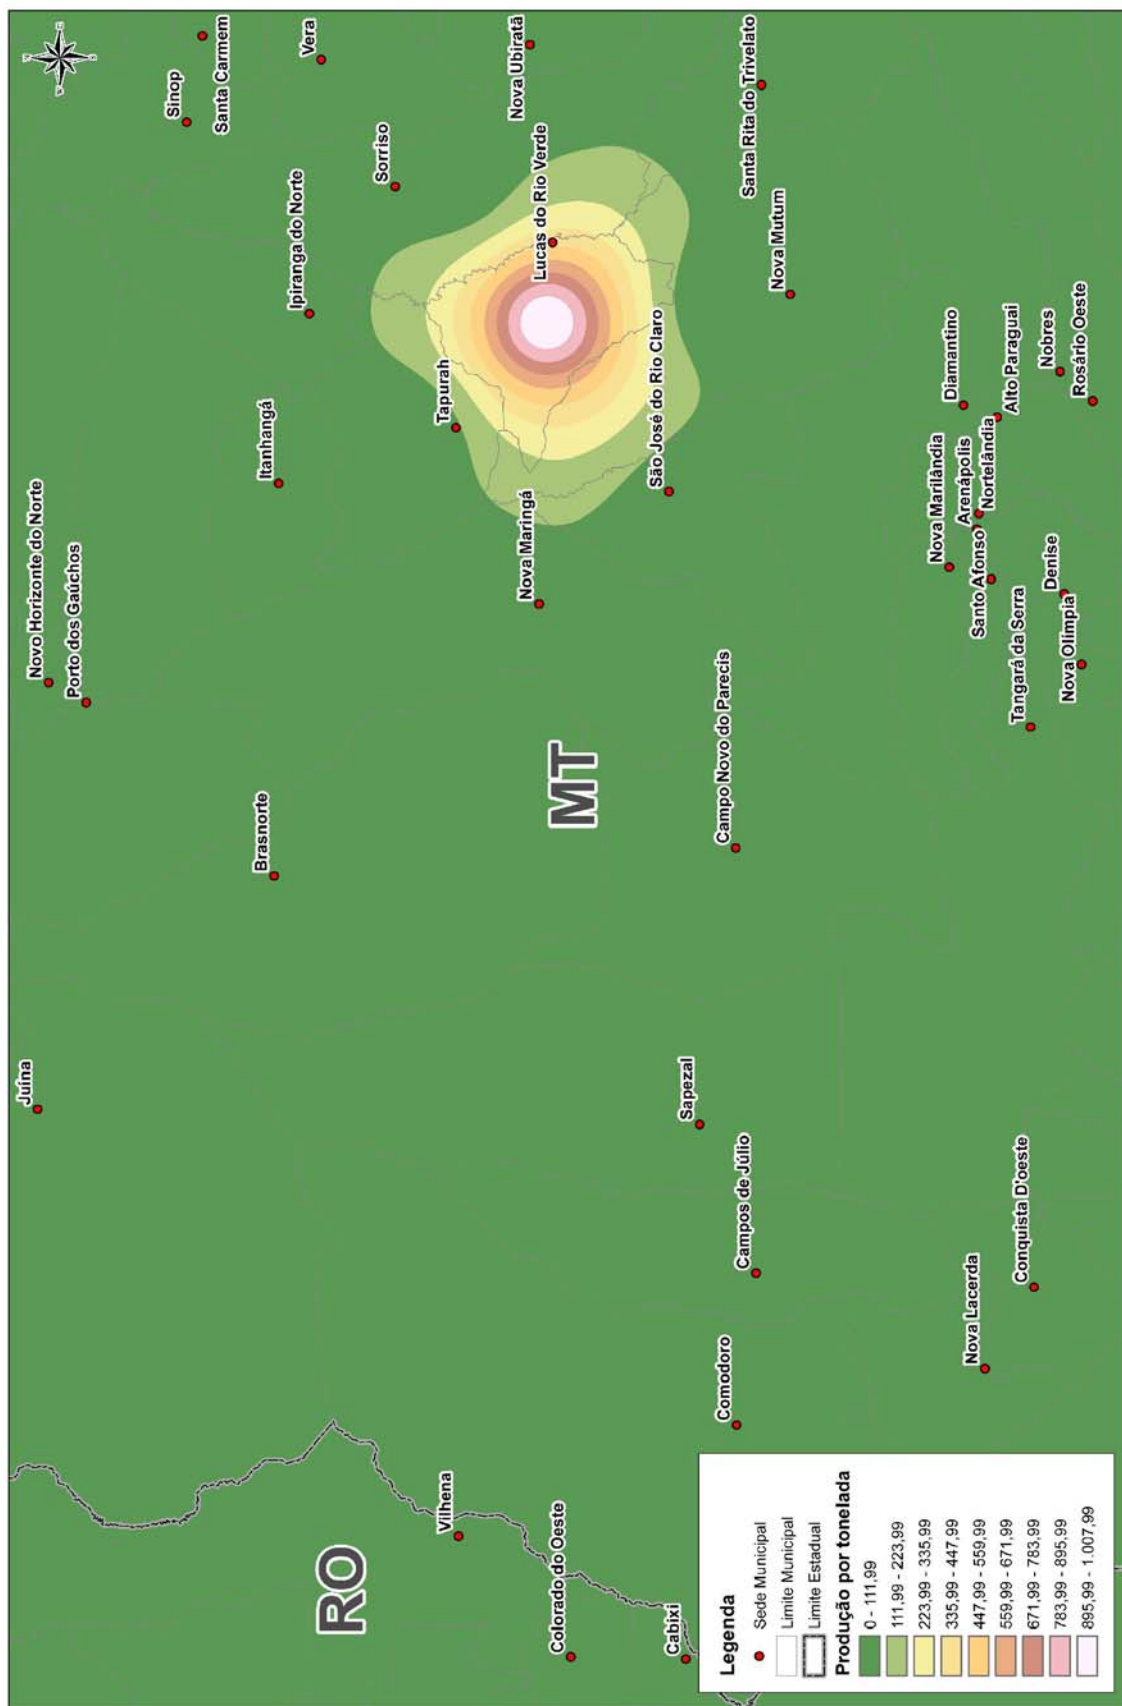 Juína
Novo Horizonte do Norte
Porto dos Gaúchos
Sinop
Santa Carmem
Brasnorte
Itanhangá
Ipiranga do Norte
Vera
Sorriso
RO
Vilhena
Tapurah
Nova Ubiratã
Colorado do Oeste
MT
Nova Maringá
Lucas do Rio Verde
Cabixi
Sapezal
São José do Rio Claro
Comodoro
Campos de Júlio
Campo Novo do Parecis
Nova Mutum
Santa Rita do Trivelato
Nova Lacerda
Conquista D'oeste
Nova Marilândia
Diamantino
Arenápolis
Nortelândia
Santo Afonso
Alto Paraguai
Tangará da Serra
Denise
Nova Olímpia
Nobres
Rosário Oeste
Legenda
Sede Municipal
Limite Municipal
Limite Estadual
Produção por tonelada
0 - 111,99
111,99 - 223,99
223,99 - 335,99
335,99 - 447,99
447,99 - 559,99
559,99 - 671,99
671,99 - 783,99
783,99 - 895,99
895,99 - 1.007,99